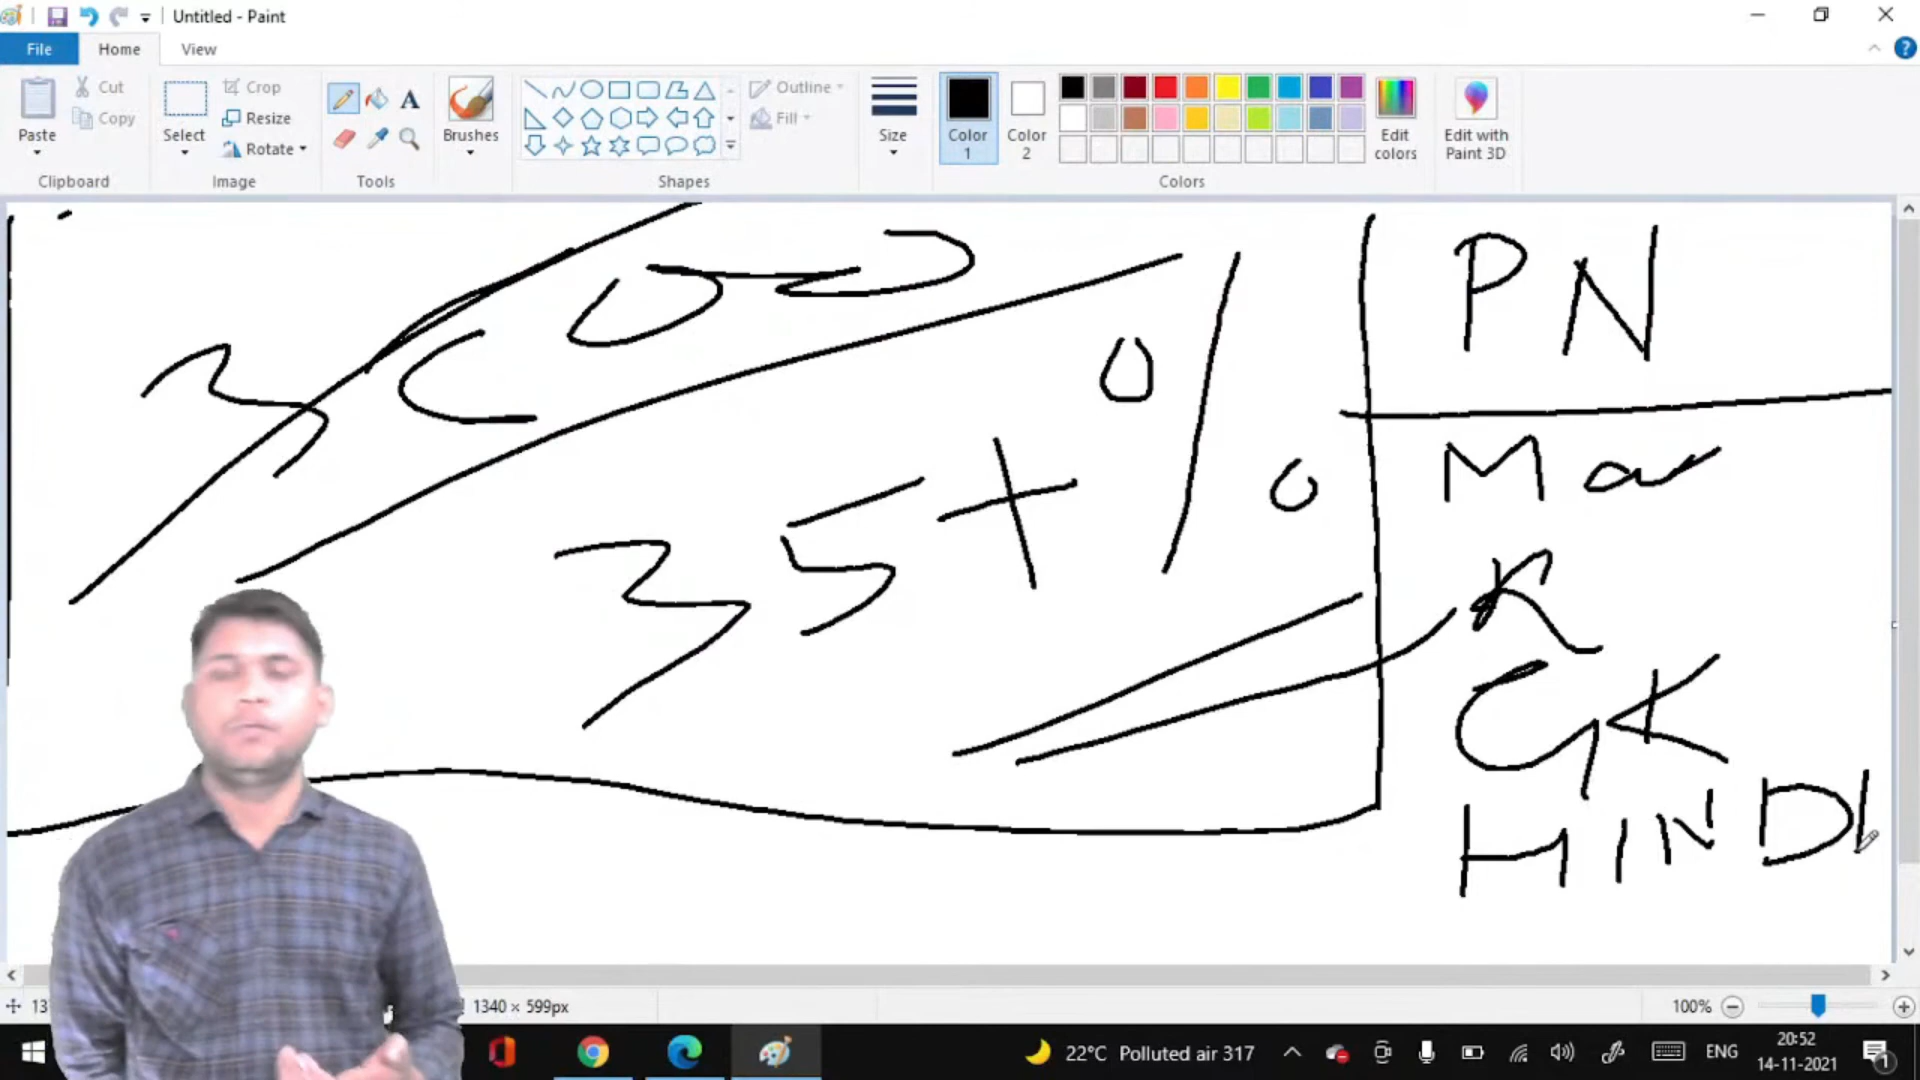 Untitled - Paint
File Home View
Paste
Cut
Copy
Clipboard
Select
Crop
Resize
Rotate
Image
Tools
Brushes
Shapes
Outline
Fill
Size
Color 1
Color 2
Colors
Edit colors
Edit with Paint 3D
PN
35+ %
GK
HINDI
1340 × 599px
100%
22°C Polluted air 317
ENG
20:52
14-11-2021
1